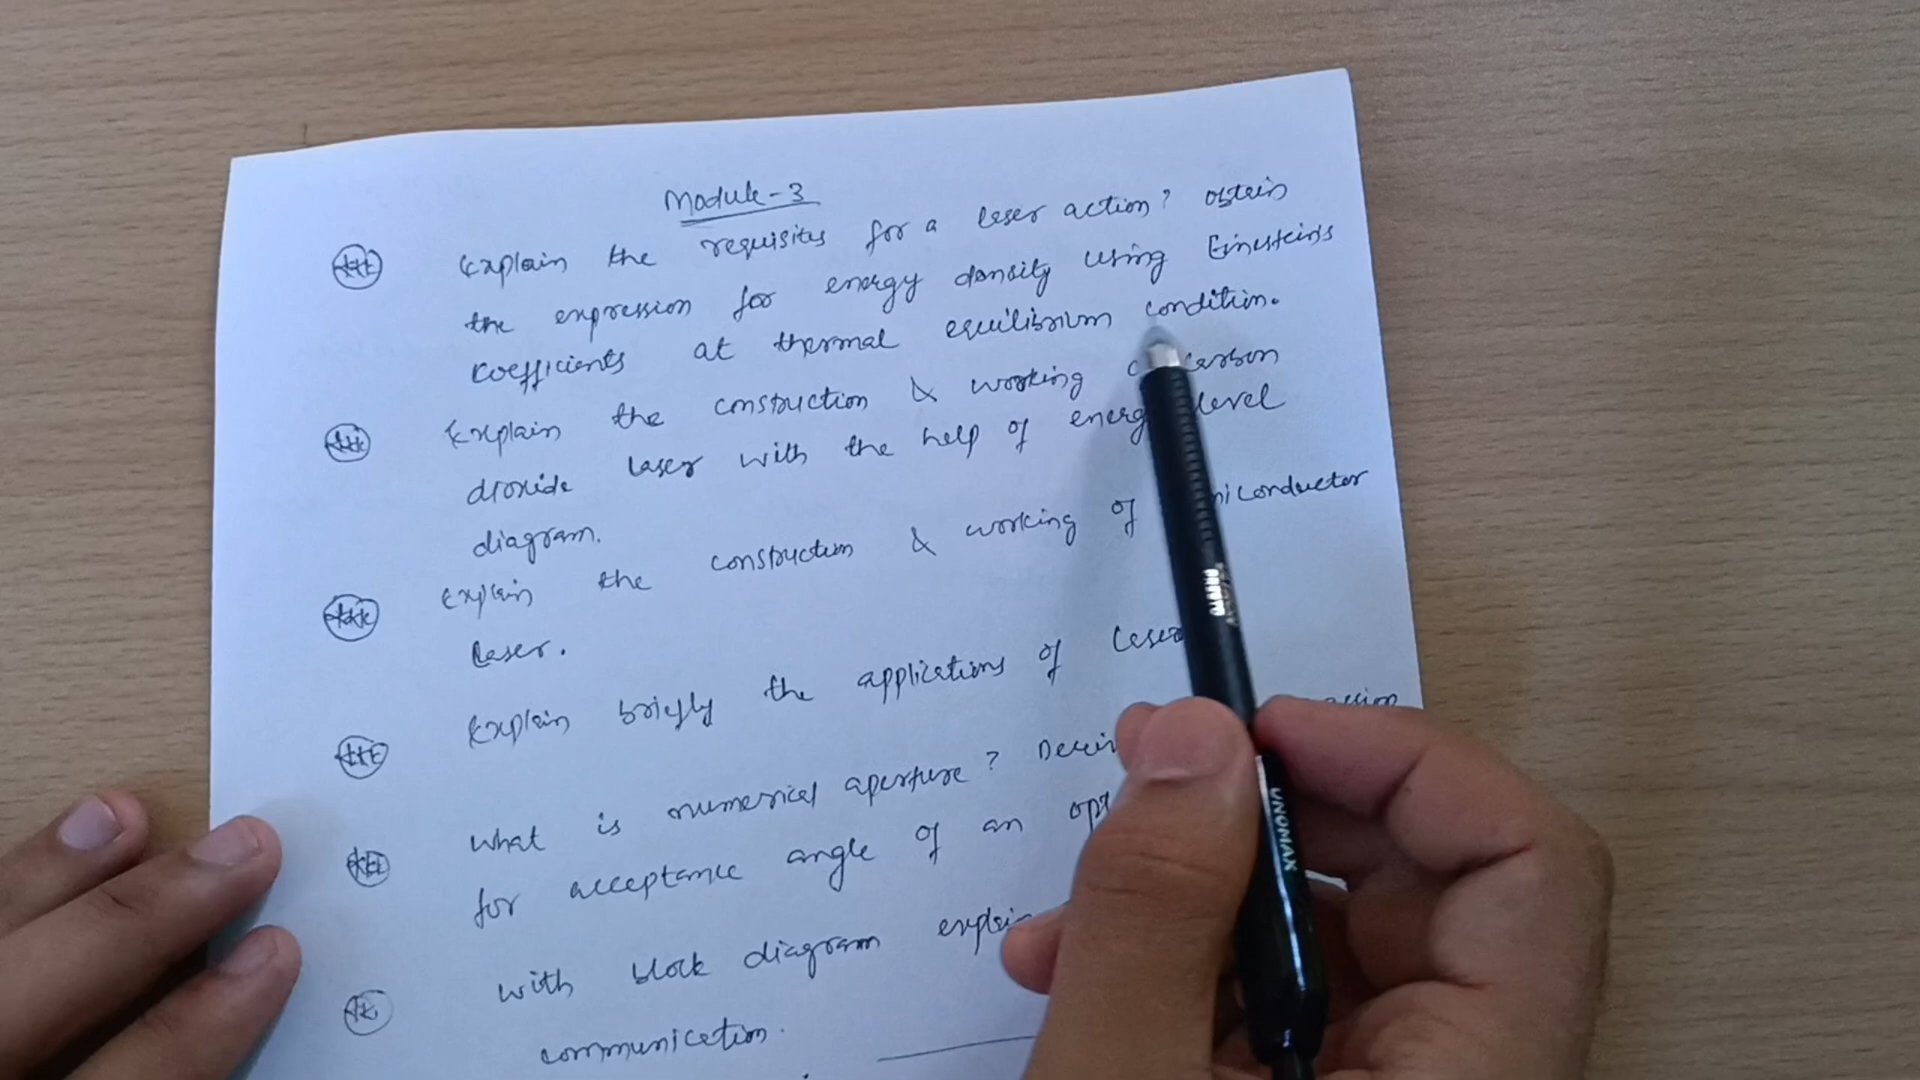 Module-3
*** Explain the requisites for a laser action? Obtain
the expression for energy density using Einstein's
coefficients at thermal equilibrium condition.
*** Explain the construction & working carbon
dioxide laser with the help of energy level
diagram.
*** explain the construction & working of
laser.
*** Explain briefly the applications of laser
*** What is numerical aperture?
for acceptance angle of an
** with block diagram explain
communication.
UNOMAX